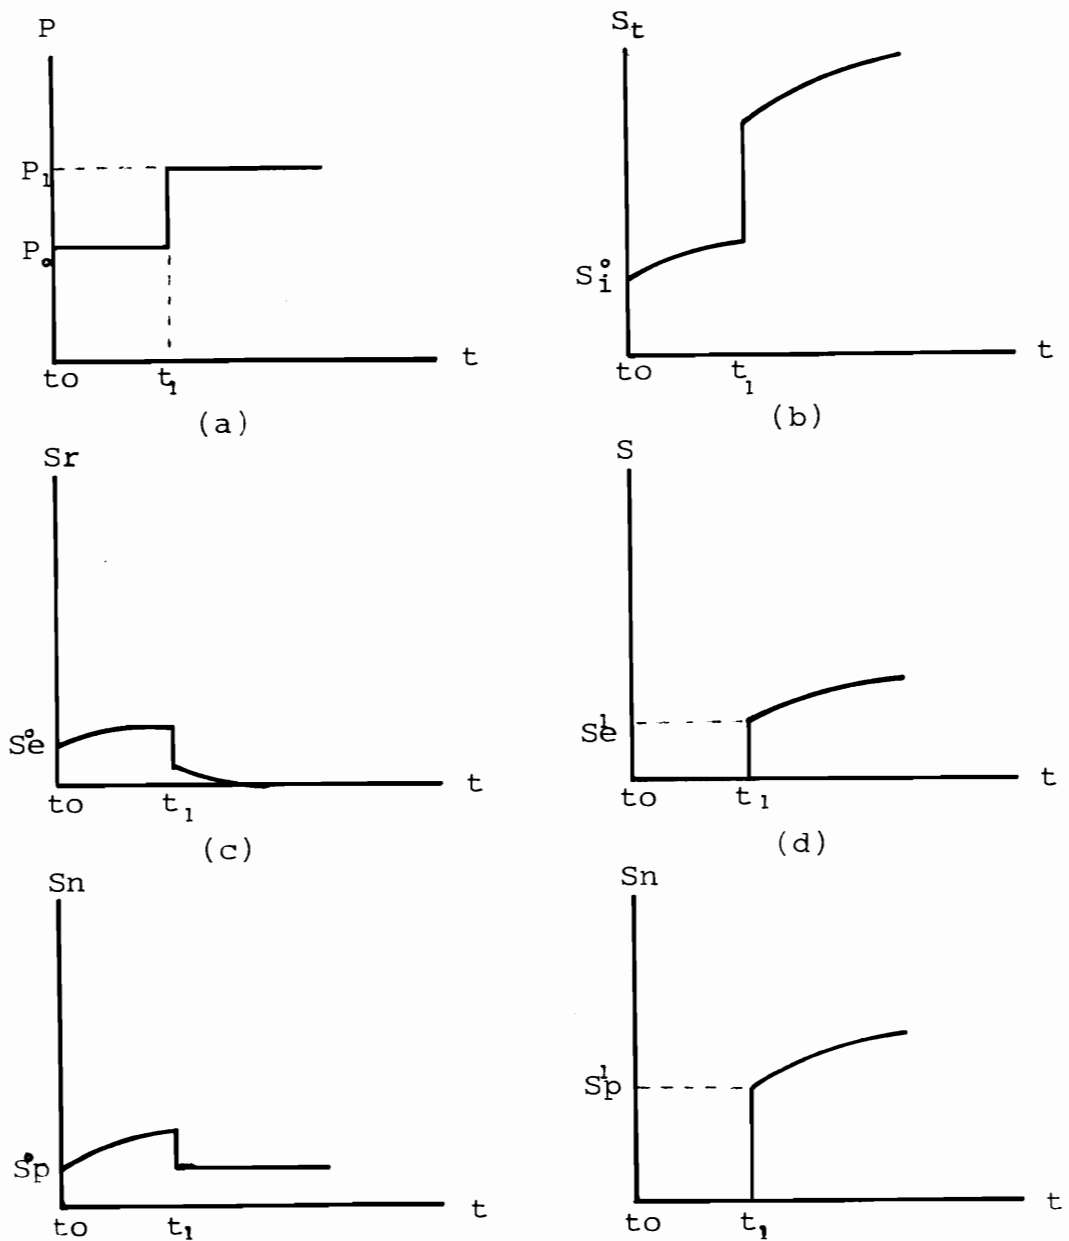 P
P₁
P₀
to
t₁
t
(a)
Sₜ
Sᵢ°
to
t₁
t
(b)
Sr
Se°
to
t₁
t
(c)
S
Se¹
to
t₁
t
(d)
Sn
Sp°
to
t₁
t
Sn
Sp¹
to
t₁
t